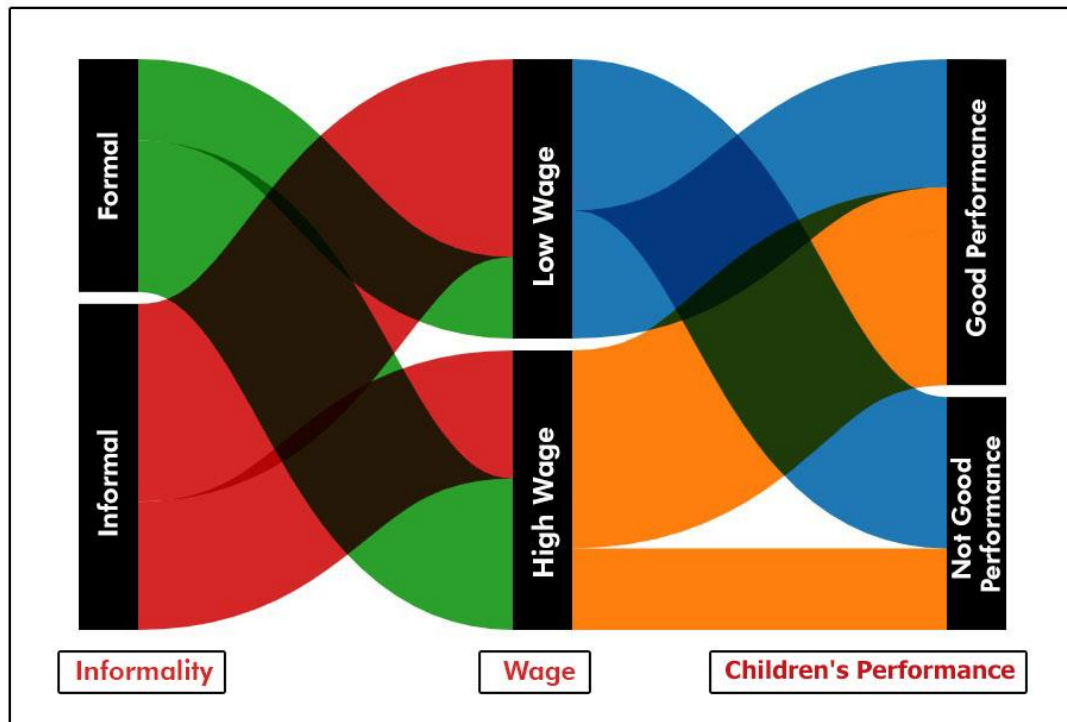 Formal
Informal
Low Wage
High Wage
Good Performance
Not Good
Performance
Informality
Wage
Children's Performance